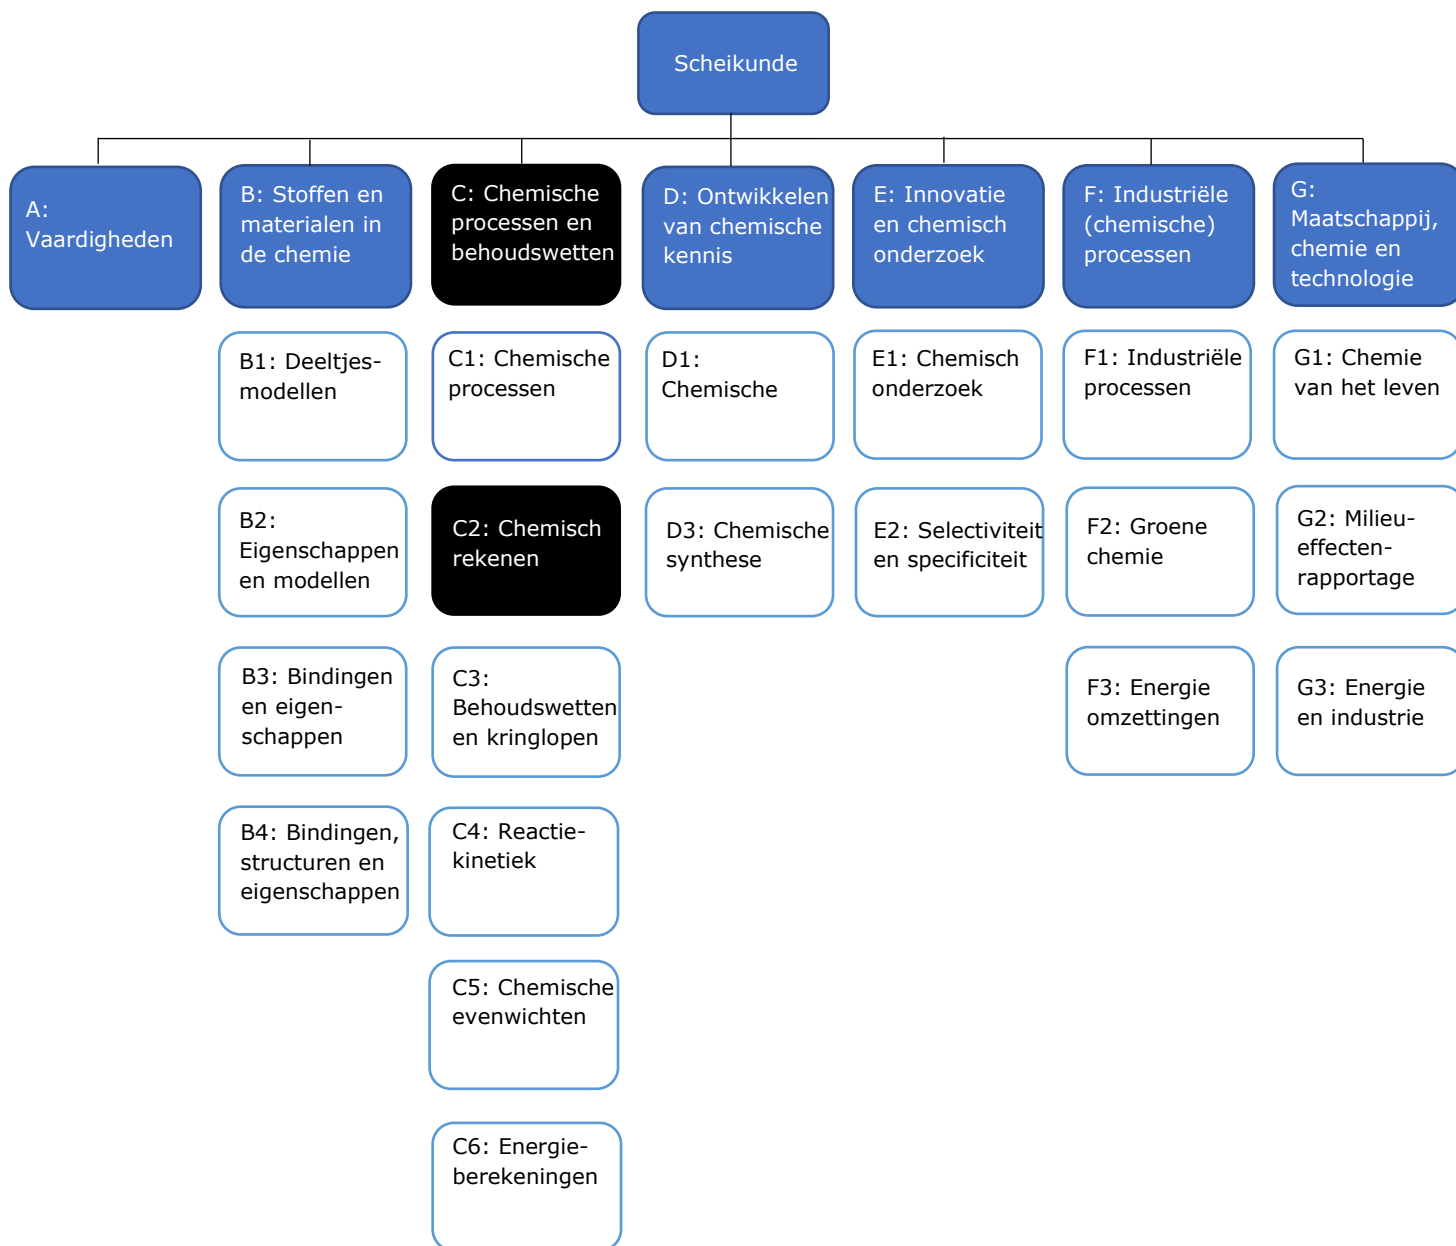 Scheikunde
A:
Vaardigheden
B: Stoffen en
materialen in
de chemie
C: Chemische
processen en
behoudswetten
D: Ontwikkelen
van chemische
kennis
E: Innovatie
en chemisch
onderzoek
F: Industriële
(chemische)
processen
G:
Maatschappij,
chemie en
technologie
B1: Deeltjes-
modellen
C1: Chemische
processen
D1:
Chemische
E1: Chemisch
onderzoek
F1: Industriële
processen
G1: Chemie
van het leven
B2:
Eigenschappen
en modellen
C2: Chemisch
rekenen
D3: Chemische
synthese
E2: Selectiviteit
en specificiteit
F2: Groene
chemie
G2: Milieu-
effecten-
rapportage
B3: Bindingen
en eigen-
schappen
C3:
Behoudswetten
en kringlopen
F3: Energie
omzettingen
G3: Energie
en industrie
B4: Bindingen,
structuren en
eigenschappen
C4: Reactie-
kinetiek
C5: Chemische
evenwichten
C6: Energie-
berekeningen